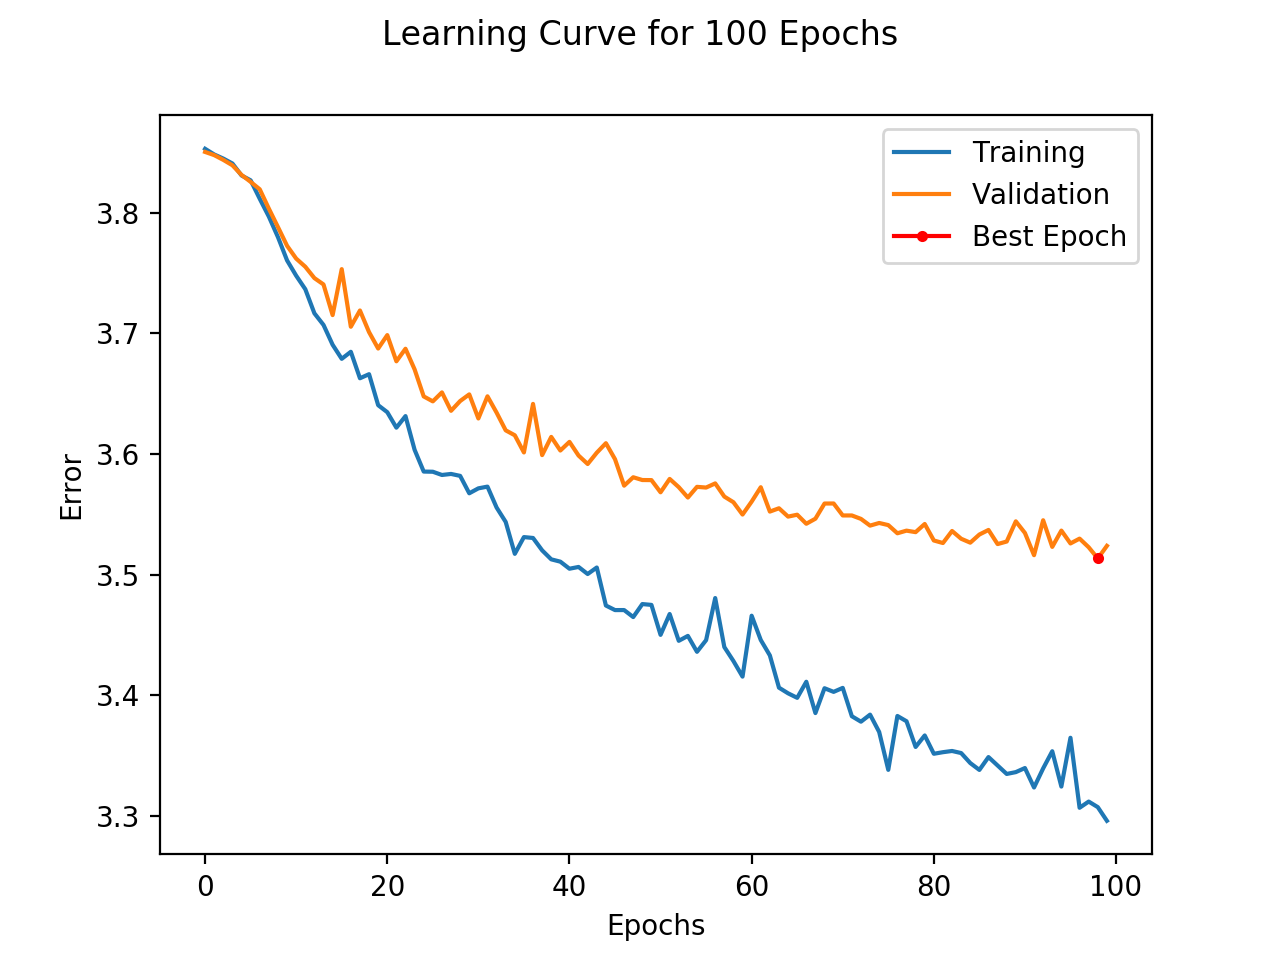 Learning Curve for 100 Epochs
Training
Validation
Best Epoch
3.8
3.7
3.6
3.5
3.4
3.3
Error
0 20 40 60 80 100
Epochs